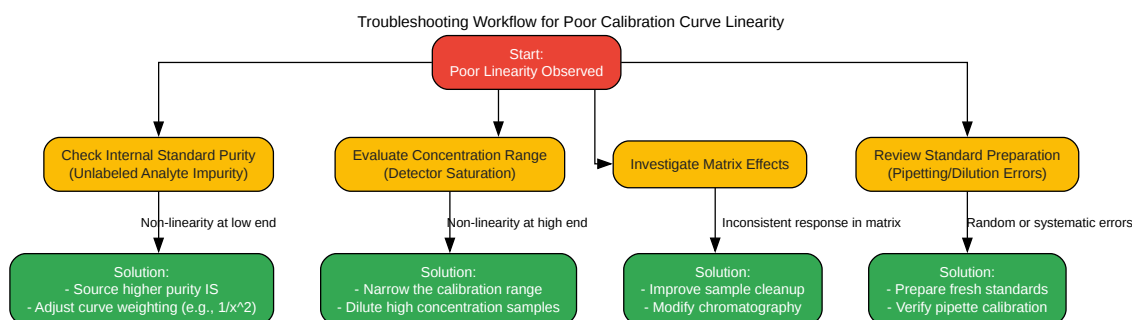 Troubleshooting Workflow for Poor Calibration Curve Linearity
Start:
Poor Linearity Observed
Check Internal Standard Purity
(Unlabeled Analyte Impurity)
Evaluate Concentration Range
(Detector Saturation)
Investigate Matrix Effects
Review Standard Preparation
(Pipetting/Dilution Errors)
Non-linearity at low end
Non-linearity at high end
Inconsistent response in matrix
Random or systematic errors
Solution:
- Source higher purity IS
- Adjust curve weighting (e.g., 1/x^2)
Solution:
- Narrow the calibration range
- Dilute high concentration samples
Solution:
- Improve sample cleanup
- Modify chromatography
Solution:
- Prepare fresh standards
- Verify pipette calibration